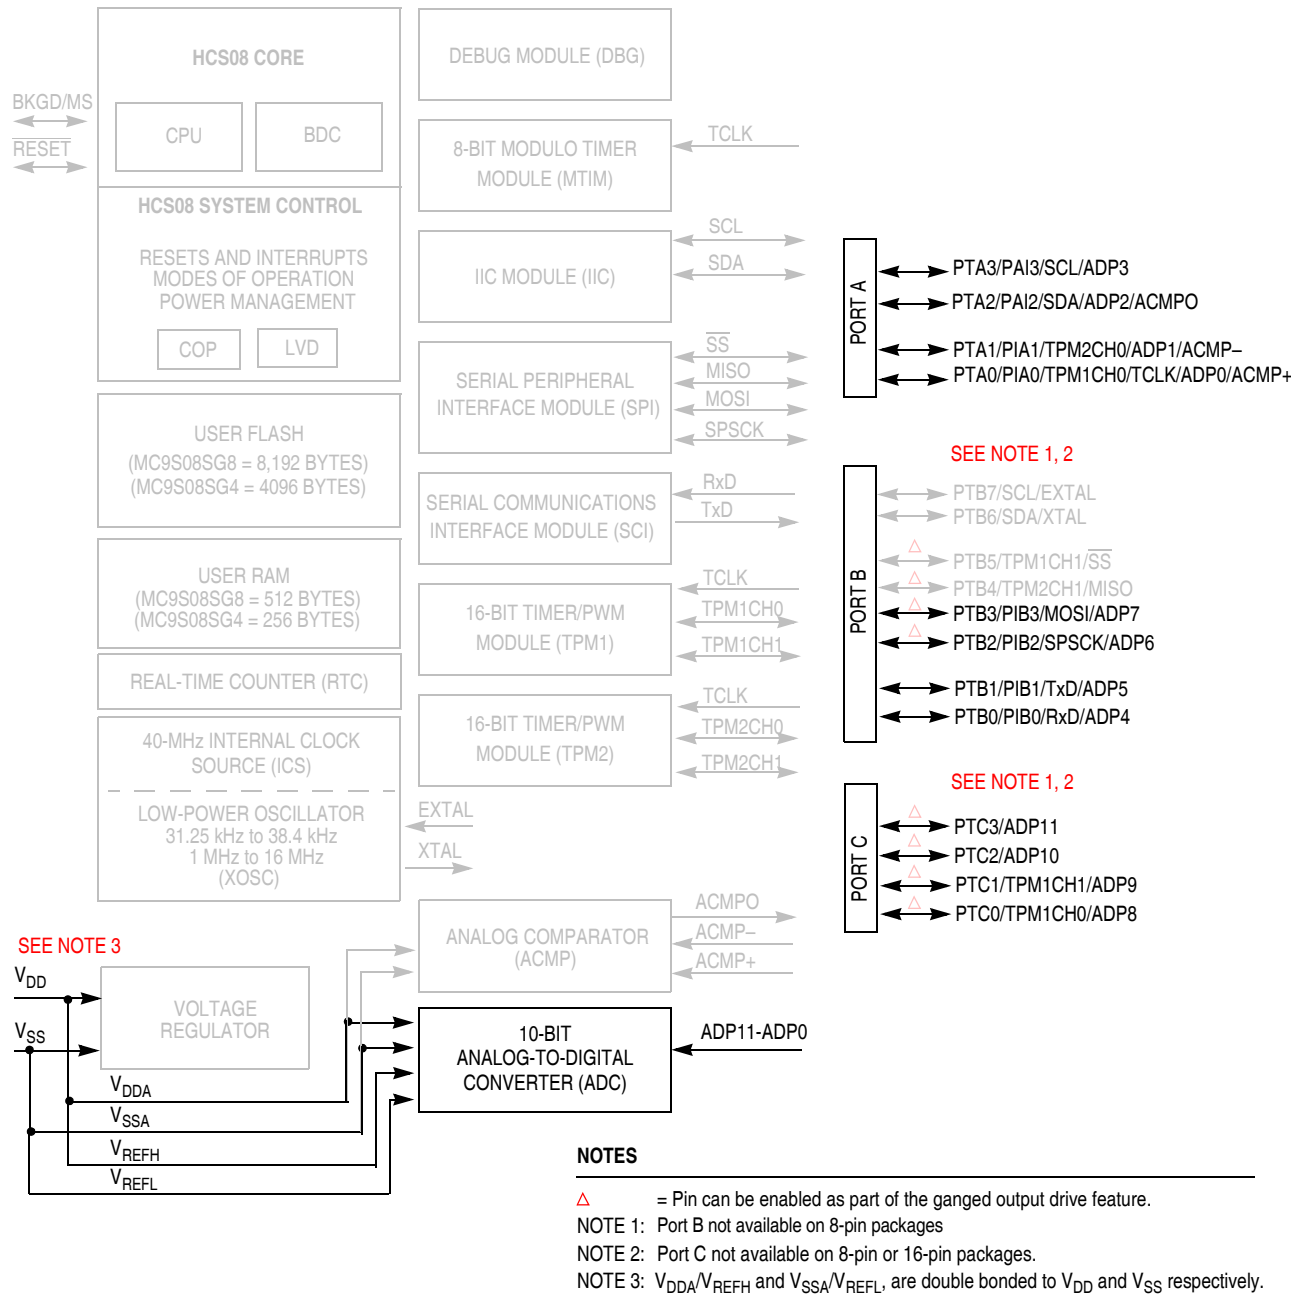 HCS08 CORE
BKGD/MS
RESET
CPU
BDC
HCS08 SYSTEM CONTROL
RESETS AND INTERRUPTS
MODES OF OPERATION
POWER MANAGEMENT
COP
LVD
USER FLASH
(MC9S08SG8 = 8,192 BYTES)
(MC9S08SG4 = 4096 BYTES)
USER RAM
(MC9S08SG8 = 512 BYTES)
(MC9S08SG4 = 256 BYTES)
REAL-TIME COUNTER (RTC)
40-MHz INTERNAL CLOCK
SOURCE (ICS)
LOW-POWER OSCILLATOR
31.25 kHz to 38.4 kHz
1 MHz to 16 MHz
(XOSC)
EXTAL
XTAL
SEE NOTE 3
VDD
VSS
VOLTAGE
REGULATOR
VDDA
VSSA
VREFH
VREFL
DEBUG MODULE (DBG)
8-BIT MODULO TIMER
MODULE (MTIM)
TCLK
IIC MODULE (IIC)
SCL
SDA
SERIAL PERIPHERAL
INTERFACE MODULE (SPI)
SS
MISO
MOSI
SPSCK
SERIAL COMMUNICATIONS
INTERFACE MODULE (SCI)
RxD
TxD
16-BIT TIMER/PWM
MODULE (TPM1)
TCLK
TPM1CH0
TPM1CH1
16-BIT TIMER/PWM
MODULE (TPM2)
TCLK
TPM2CH0
TPM2CH1
ANALOG COMPARATOR
(ACMP)
ACMPO
ACMP–
ACMP+
10-BIT
ANALOG-TO-DIGITAL
CONVERTER (ADC)
ADP11-ADP0
PORT A
PTA3/PAI3/SCL/ADP3
PTA2/PAI2/SDA/ADP2/ACMPO
PTA1/PIA1/TPM2CH0/ADP1/ACMP–
PTA0/PIA0/TPM1CH0/TCLK/ADP0/ACMP+
SEE NOTE 1, 2
PORT B
PTB7/SCL/EXTAL
PTB6/SDA/XTAL
PTB5/TPM1CH1/SS
PTB4/TPM2CH1/MISO
PTB3/PIB3/MOSI/ADP7
PTB2/PIB2/SPSCK/ADP6
PTB1/PIB1/TxD/ADP5
PTB0/PIB0/RxD/ADP4
SEE NOTE 1, 2
PORT C
PTC3/ADP11
PTC2/ADP10
PTC1/TPM1CH1/ADP9
PTC0/TPM1CH0/ADP8
NOTES
△ = Pin can be enabled as part of the ganged output drive feature.
NOTE 1: Port B not available on 8-pin packages
NOTE 2: Port C not available on 8-pin or 16-pin packages.
NOTE 3: VDDA/VREFH and VSSA/VREFL, are double bonded to VDD and VSS respectively.